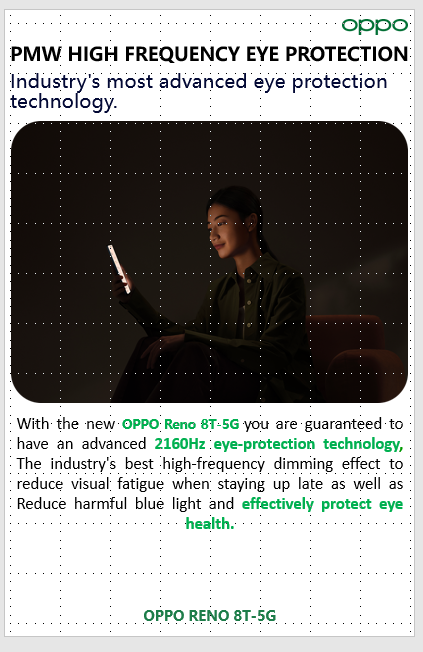 oppo
PMW HIGH FREQUENCY EYE PROTECTION
Industry's most advanced eye protection
technology.
With the new OPPO Reno 8T-5G you are guaranteed to
have an advanced 2160Hz eye-protection technology,
The industry's best high-frequency dimming effect to
reduce visual fatigue when staying up late as well as
Reduce harmful blue light and effectively protect eye
health.
OPPO RENO 8T-5G